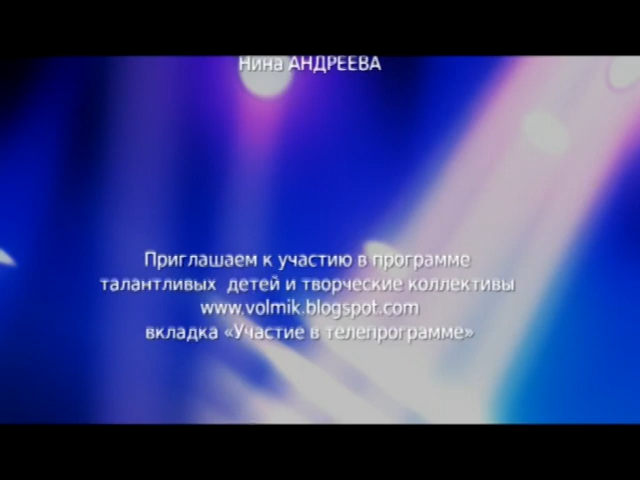 Нина АНДРЕЕВА
Приглашаем к участию в программе
талантливых детей и творческие коллективы
www.volmik.blogspot.com
вкладка «Участие в телепрограмме»